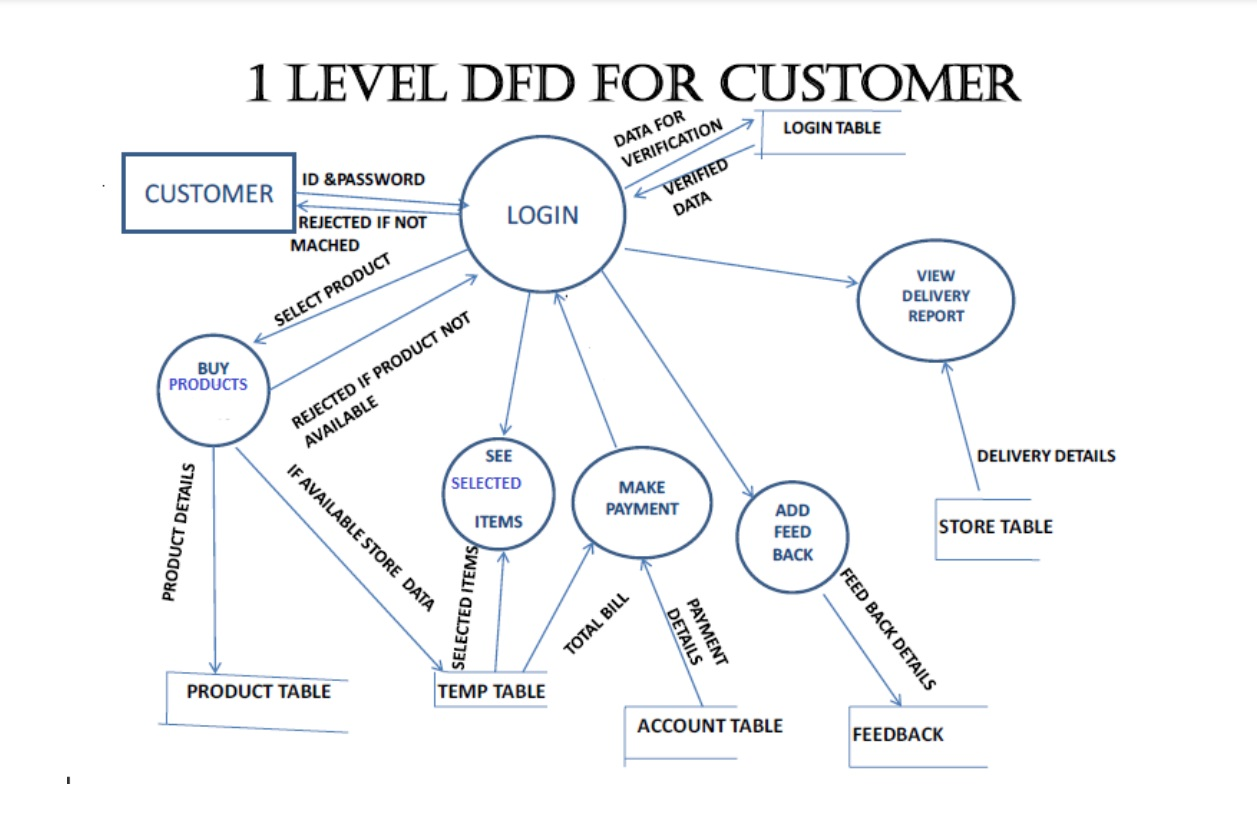 1 LEVEL DFD FOR CUSTOMER
DATA FOR
VERIFICATION
LOGIN TABLE
VERIFIED
DATA
CUSTOMER
ID &PASSWORD
REJECTED IF NOT
MACHED
LOGIN
SELECT PRODUCT
VIEW
DELIVERY
REPORT
BUY
PRODUCTS
REJECTED IF PRODUCT NOT
AVAILABLE
PRODUCT DETAILS
IF AVAILABLE STORE DATA
SEE
SELECTED
ITEMS
MAKE
PAYMENT
ADD
FEED
BACK
DELIVERY DETAILS
STORE TABLE
SELECTED ITEMS
TOTAL BILL
PAYMENT
DETAILS
FEED BACK DETAILS
PRODUCT TABLE
TEMP TABLE
ACCOUNT TABLE
FEEDBACK